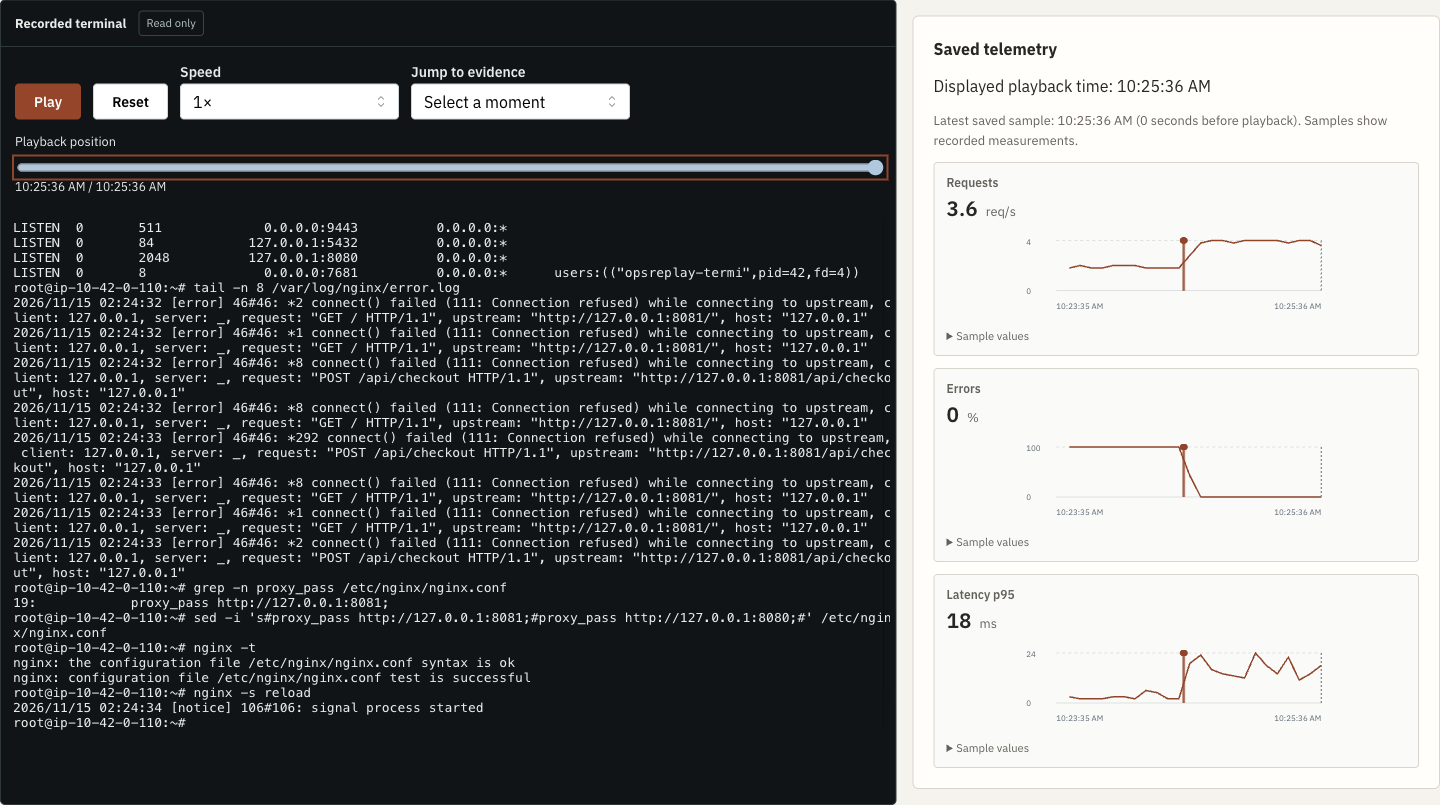 Recorded terminal
Read only
Speed
Jump to evidence
Play
Reset
1×
Select a moment
Playback position
10:25:36 AM / 10:25:36 AM
LISTEN  0       511                0.0.0.0:9443          0.0.0.0:*
LISTEN  0       84               127.0.0.1:5432          0.0.0.0:*
LISTEN  0       2048             127.0.0.1:8080          0.0.0.0:*
LISTEN  0       8                  0.0.0.0:7681          0.0.0.0:*      users:(("opsreplay-termi",pid=42,fd=4))
root@ip-10-42-0-110:~# tail -n 8 /var/log/nginx/error.log
2026/11/15 02:24:32 [error] 46#46: *2 connect() failed (111: Connection refused) while connecting to upstream, c
lient: 127.0.0.1, server: _, request: "GET / HTTP/1.1", upstream: "http://127.0.0.1:8081/", host: "127.0.0.1"
2026/11/15 02:24:32 [error] 46#46: *1 connect() failed (111: Connection refused) while connecting to upstream, c
lient: 127.0.0.1, server: _, request: "GET / HTTP/1.1", upstream: "http://127.0.0.1:8081/", host: "127.0.0.1"
2026/11/15 02:24:32 [error] 46#46: *8 connect() failed (111: Connection refused) while connecting to upstream, c
lient: 127.0.0.1, server: _, request: "POST /api/checkout HTTP/1.1", upstream: "http://127.0.0.1:8081/api/checko
ut", host: "127.0.0.1"
2026/11/15 02:24:32 [error] 46#46: *8 connect() failed (111: Connection refused) while connecting to upstream, c
lient: 127.0.0.1, server: _, request: "GET / HTTP/1.1", upstream: "http://127.0.0.1:8081/", host: "127.0.0.1"
2026/11/15 02:24:33 [error] 46#46: *292 connect() failed (111: Connection refused) while connecting to upstream,
 client: 127.0.0.1, server: _, request: "POST /api/checkout HTTP/1.1", upstream: "http://127.0.0.1:8081/api/chec
kout", host: "127.0.0.1"
2026/11/15 02:24:33 [error] 46#46: *8 connect() failed (111: Connection refused) while connecting to upstream, c
lient: 127.0.0.1, server: _, request: "GET / HTTP/1.1", upstream: "http://127.0.0.1:8081/", host: "127.0.0.1"
2026/11/15 02:24:33 [error] 46#46: *1 connect() failed (111: Connection refused) while connecting to upstream, c
lient: 127.0.0.1, server: _, request: "GET / HTTP/1.1", upstream: "http://127.0.0.1:8081/", host: "127.0.0.1"
2026/11/15 02:24:33 [error] 46#46: *2 connect() failed (111: Connection refused) while connecting to upstream, c
lient: 127.0.0.1, server: _, request: "POST /api/checkout HTTP/1.1", upstream: "http://127.0.0.1:8081/api/checko
ut", host: "127.0.0.1"
root@ip-10-42-0-110:~# grep -n proxy_pass /etc/nginx/nginx.conf
19:            proxy_pass http://127.0.0.1:8081;
root@ip-10-42-0-110:~# sed -i 's#proxy_pass http://127.0.0.1:8081;#proxy_pass http://127.0.0.1:8080;#' /etc/ngin
x/nginx.conf
root@ip-10-42-0-110:~# nginx -t
nginx: the configuration file /etc/nginx/nginx.conf syntax is ok
nginx: configuration file /etc/nginx/nginx.conf test is successful
root@ip-10-42-0-110:~# nginx -s reload
2026/11/15 02:24:34 [notice] 106#106: signal process started
root@ip-10-42-0-110:~#
Saved telemetry
Displayed playback time: 10:25:36 AM
Latest saved sample: 10:25:36 AM (0 seconds before playback). Samples show
recorded measurements.
Requests
3.6 req/s
4
0
10:23:35 AM
10:25:36 AM
Sample values
Errors
0 %
100
0
10:23:35 AM
10:25:36 AM
Sample values
Latency p95
18 ms
24
0
10:23:35 AM
10:25:36 AM
Sample values